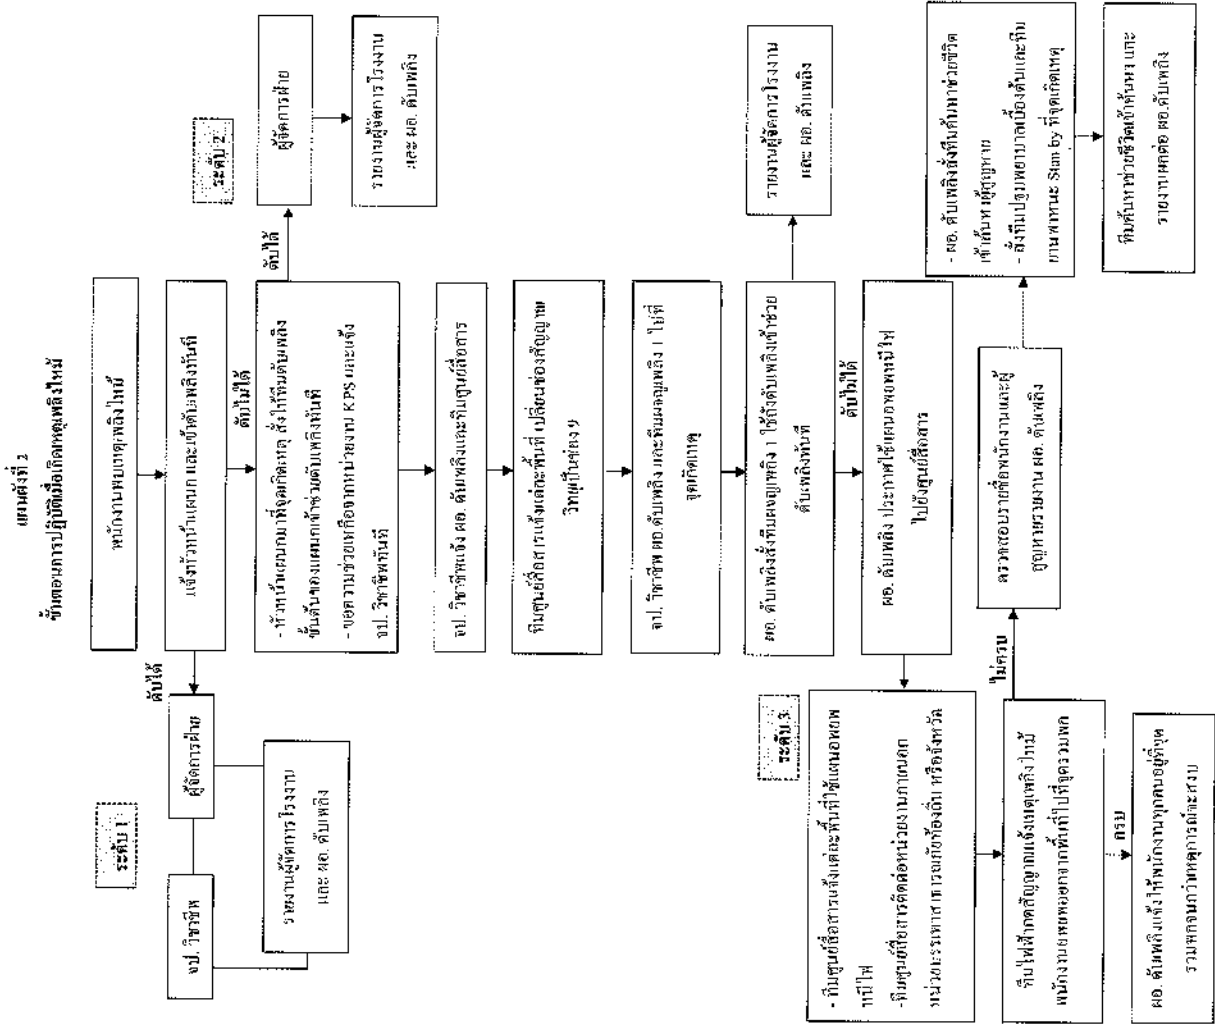 แผนผังที่ 2
ขั้นตอนการปฏิบัติเมื่อเกิดเหตุเพลิงไหม้
พนักงานพบเหตุเพลิงไหม้
แจ้งหัวหน้าแผนก และเข้าดับเพลิงทันที
ดับได้
ระดับ 1
ผู้จัดการฝ่าย
จป. วิชาชีพ
รายงานผู้จัดการโรงงาน
และ ผอ. ดับเพลิง
ดับไม่ได้
- หัวหน้าแผนกมาที่จุดเกิดเหตุ สั่งให้ทีมดับเพลิง
ขั้นต้นของแผนกเข้าช่วยดับเพลิงทันที
- ขอความช่วยเหลือจากหน่วยงาน KPS และแจ้ง
จป. วิชาชีพทันที
ดับได้
ระดับ 2
ผู้จัดการฝ่าย
รายงานผู้จัดการโรงงาน
และ ผอ. ดับเพลิง
จป. วิชาชีพแจ้ง ผอ. ดับเพลิงและทีมศูนย์สื่อสาร
ทีมศูนย์สื่อสารแจ้งแต่ละพื้นที่ เปลี่ยนช่องสัญญาณ
วิทยุเป็นช่อง 9
จป. วิชาชีพ ผอ.ดับเพลิง และทีมผจญเพลิง 1 ไปที่
จุดเกิดเหตุ
ผอ. ดับเพลิงสั่งทีมผจญเพลิง 1 ใช้ถังดับเพลิงเข้าช่วย
ดับเพลิงทันที
รายงานผู้จัดการโรงงาน
และ ผอ. ดับเพลิง
ดับไม่ได้
ผอ. ดับเพลิง ประกาศใช้แผนอพยพหนีไฟ
ไปยังศูนย์สื่อสาร
ระดับ 3
- ทีมศูนย์สื่อสารแจ้งแต่ละพื้นที่ใช้แผนอพยพ
หนีไฟ
- ทีมศูนย์สื่อสารติดต่อหน่วยงานภายนอก
หน่วยบรรเทาสาธารณภัยท้องถิ่น หรือจังหวัด
ทีมไฟฟ้ากดสัญญาณแจ้งเหตุเพลิงไหม้
พนักงานอพยพออกจากพื้นที่ไปที่จุดรวมพล
ครบ
ผอ. ดับเพลิงแจ้งให้พนักงานทุกคนอยู่ที่จุด
รวมพลจนกว่าเหตุการณ์จะสงบ
ไม่ครบ
ตรวจสอบรายชื่อพนักงานและผู้
สูญหายรายงาน ผอ. ดับเพลิง
- ผอ. ดับเพลิงสั่งทีมค้นหาช่วยชีวิต
เข้าค้นหาผู้สูญหาย
- สั่งทีมปฐมพยาบาลเบื้องต้นและทีม
ยานพาหนะ Stan by ที่จุดเกิดเหตุ
ทีมค้นหาช่วยชีวิตเข้าค้นหา และ
รายงานผลต่อ ผอ.ดับเพลิง